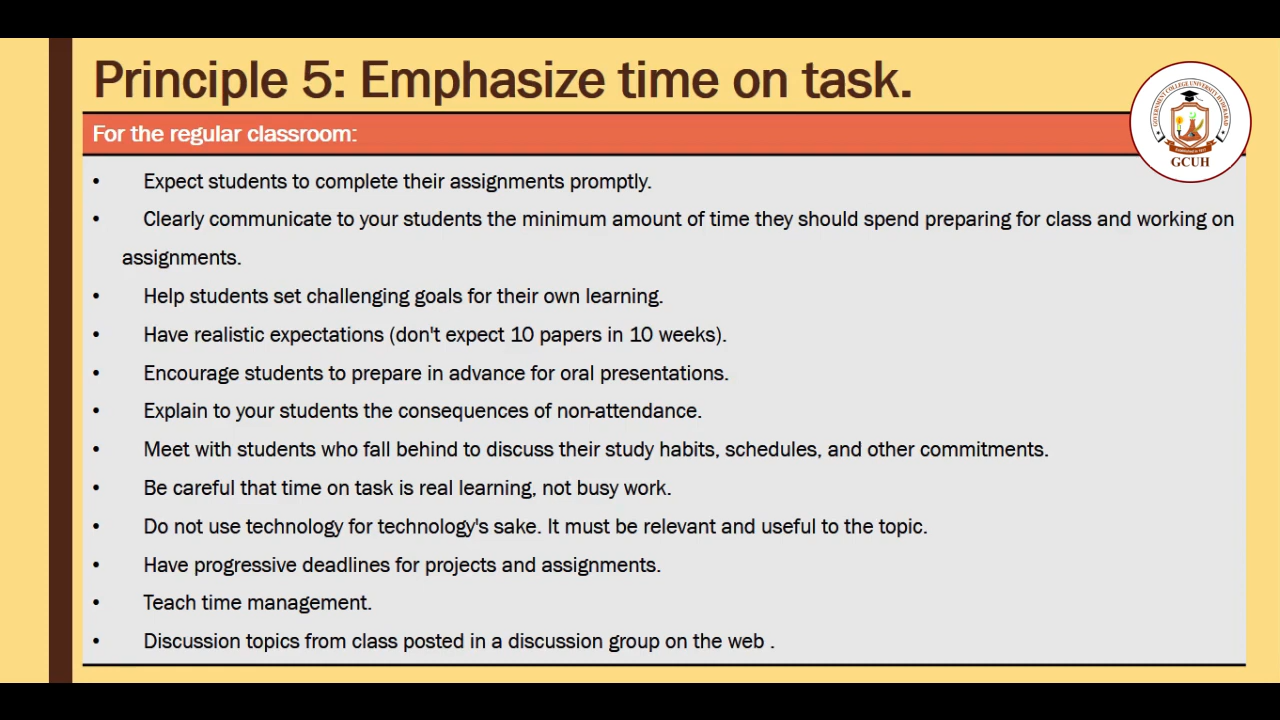 Principle 5: Emphasize time on task.
For the regular classroom:
• Expect students to complete their assignments promptly.
• Clearly communicate to your students the minimum amount of time they should spend preparing for class and working on
assignments.
• Help students set challenging goals for their own learning.
• Have realistic expectations (don't expect 10 papers in 10 weeks).
• Encourage students to prepare in advance for oral presentations.
• Explain to your students the consequences of non-attendance.
• Meet with students who fall behind to discuss their study habits, schedules, and other commitments.
• Be careful that time on task is real learning, not busy work.
• Do not use technology for technology's sake. It must be relevant and useful to the topic.
• Have progressive deadlines for projects and assignments.
• Teach time management.
• Discussion topics from class posted in a discussion group on the web .
GOVERNMENT COLLEGE UNIVERSITY HYDERABAD
GCUH